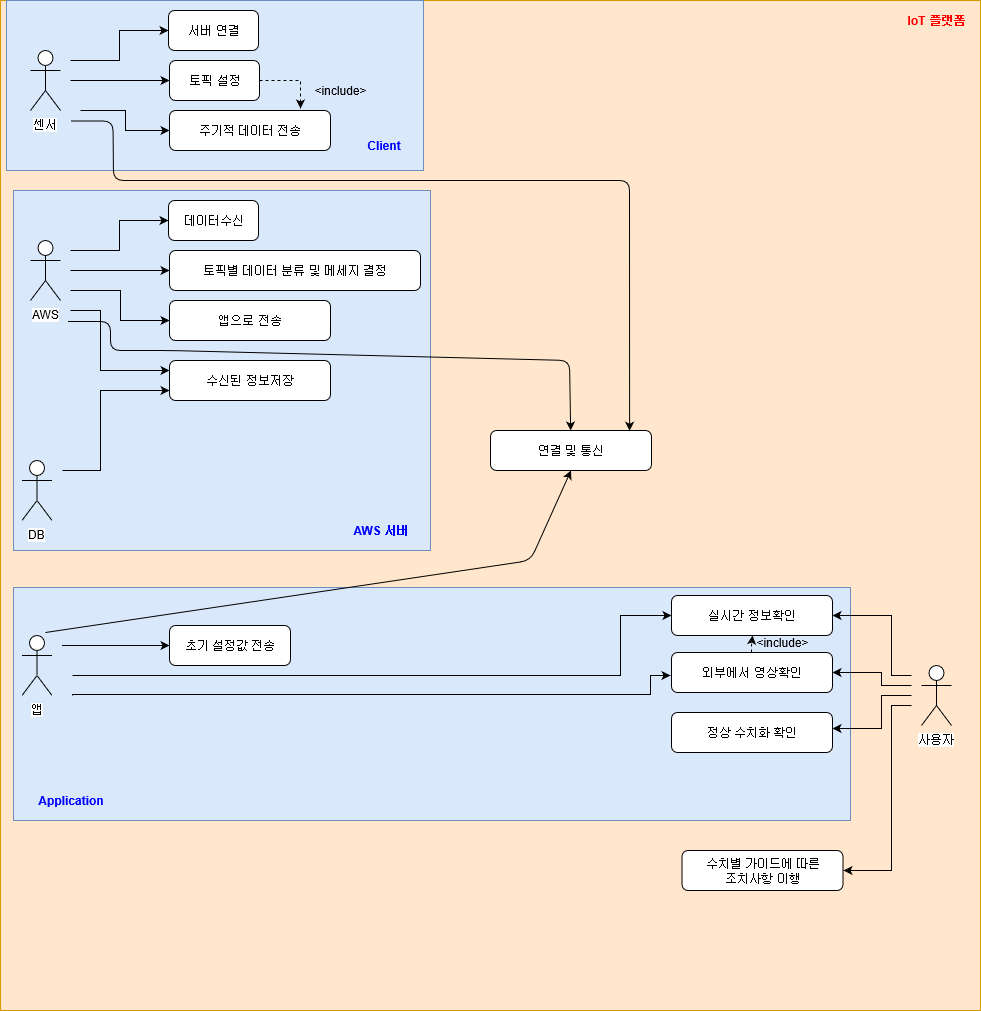 IoT 플랫폼
서버 연결
토픽 설정
<include>
주기적 데이터 전송
센서
Client
데이터수신
토픽별 데이터 분류 및 메세지 결정
AWS
앱으로 전송
수신된 정보저장
연결 및 통신
DB
AWS 서버
실시간 정보확인
초기 설정값 전송
<include>
외부에서 영상확인
앱
정상 수치화 확인
사용자
Application
수치별 가이드에 따른
조치사항 이행